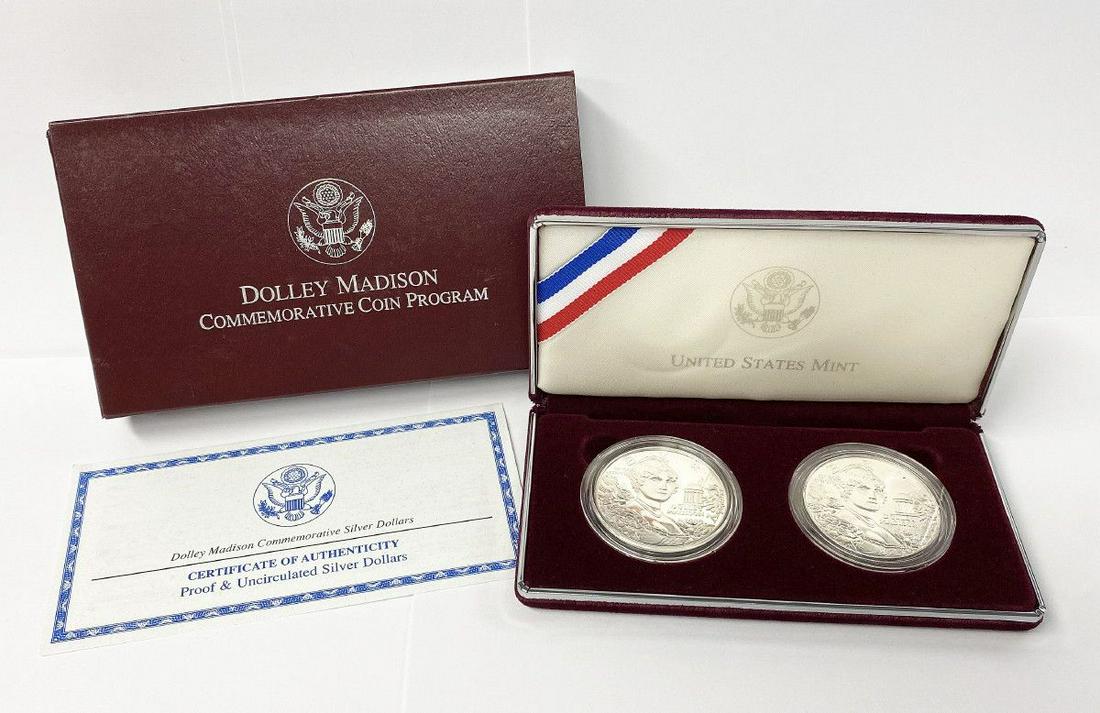 DOLLEY MADISON
COMMEMORATIVE COIN PROGRAM
UNITED STATES MINT
Dolley Madison Commemorative Silver Dollars
CERTIFICATE OF AUTHENTICITY
Proof & Uncirculated Silver Dollars